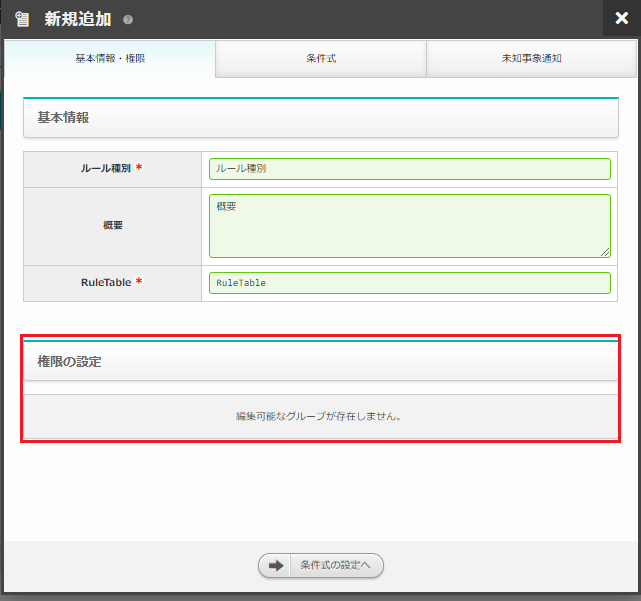 新規追加
基本情報・権限
条件式
未知事象通知
基本情報
ルール種別 *
ルール種別
概要
概要
RuleTable *
RuleTable
権限の設定
編集可能なグループが存在しません。
条件式の設定へ